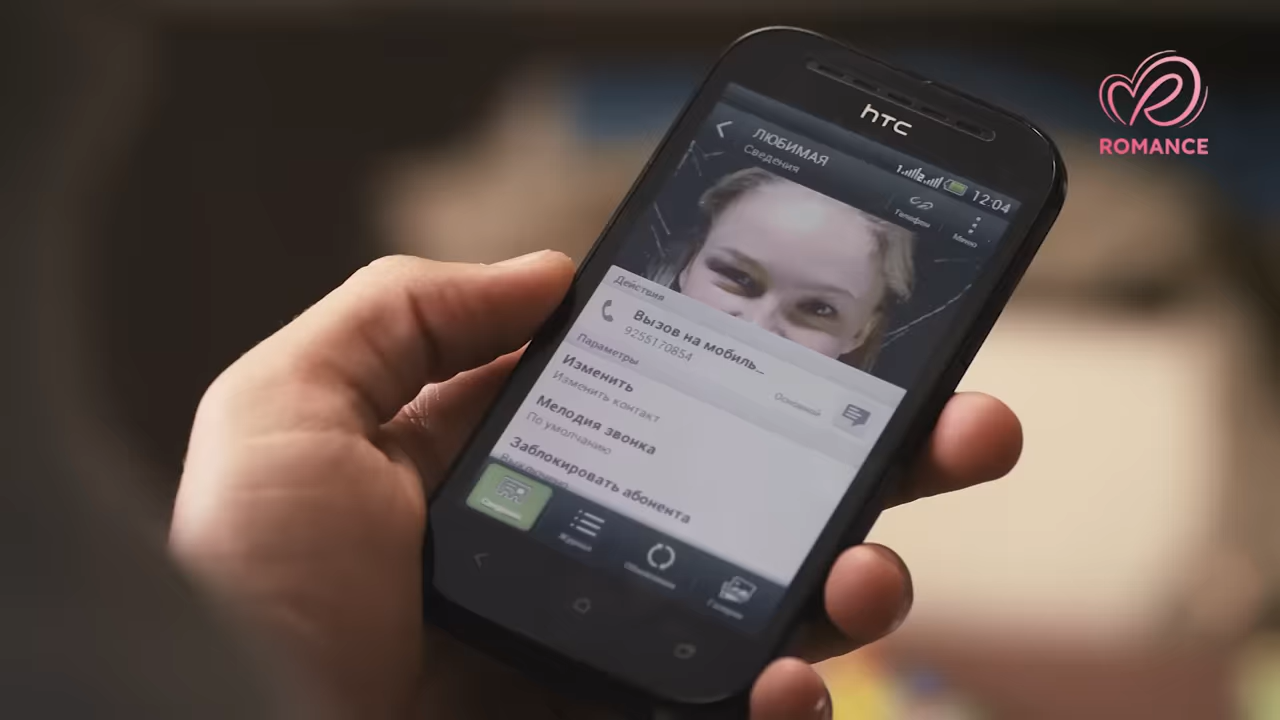 ROMANCE
hTC
12:04
ЛЮБИМАЯ
Сведения
Телефон
Меню
Действия
Вызов на мобиль...
9255170854
Основной
Параметры
Изменить
Изменить контакт
Мелодия звонка
По умолчанию
Заблокировать абонента
Выключено
Сведения
Журнал
Обновления
Галерея